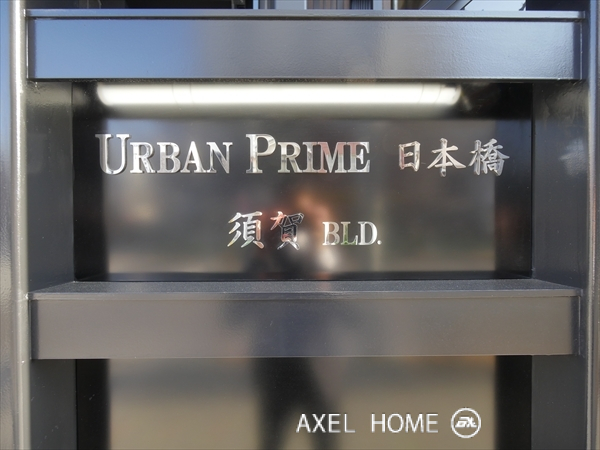 URBAN PRIME 日本橋
須賀 BLD.
AXEL HOME